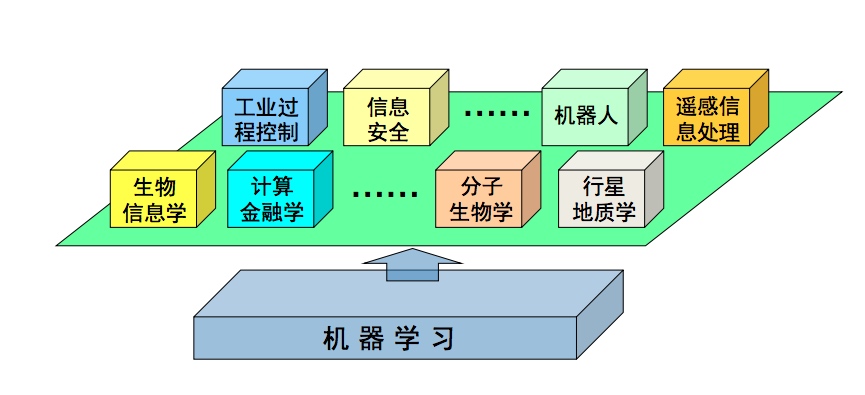 工业过
程控制
信息
安全
……
机器人
遥感信
息处理
生物
信息学
计算
金融学
……
分子
生物学
行星
地质学
机器学习